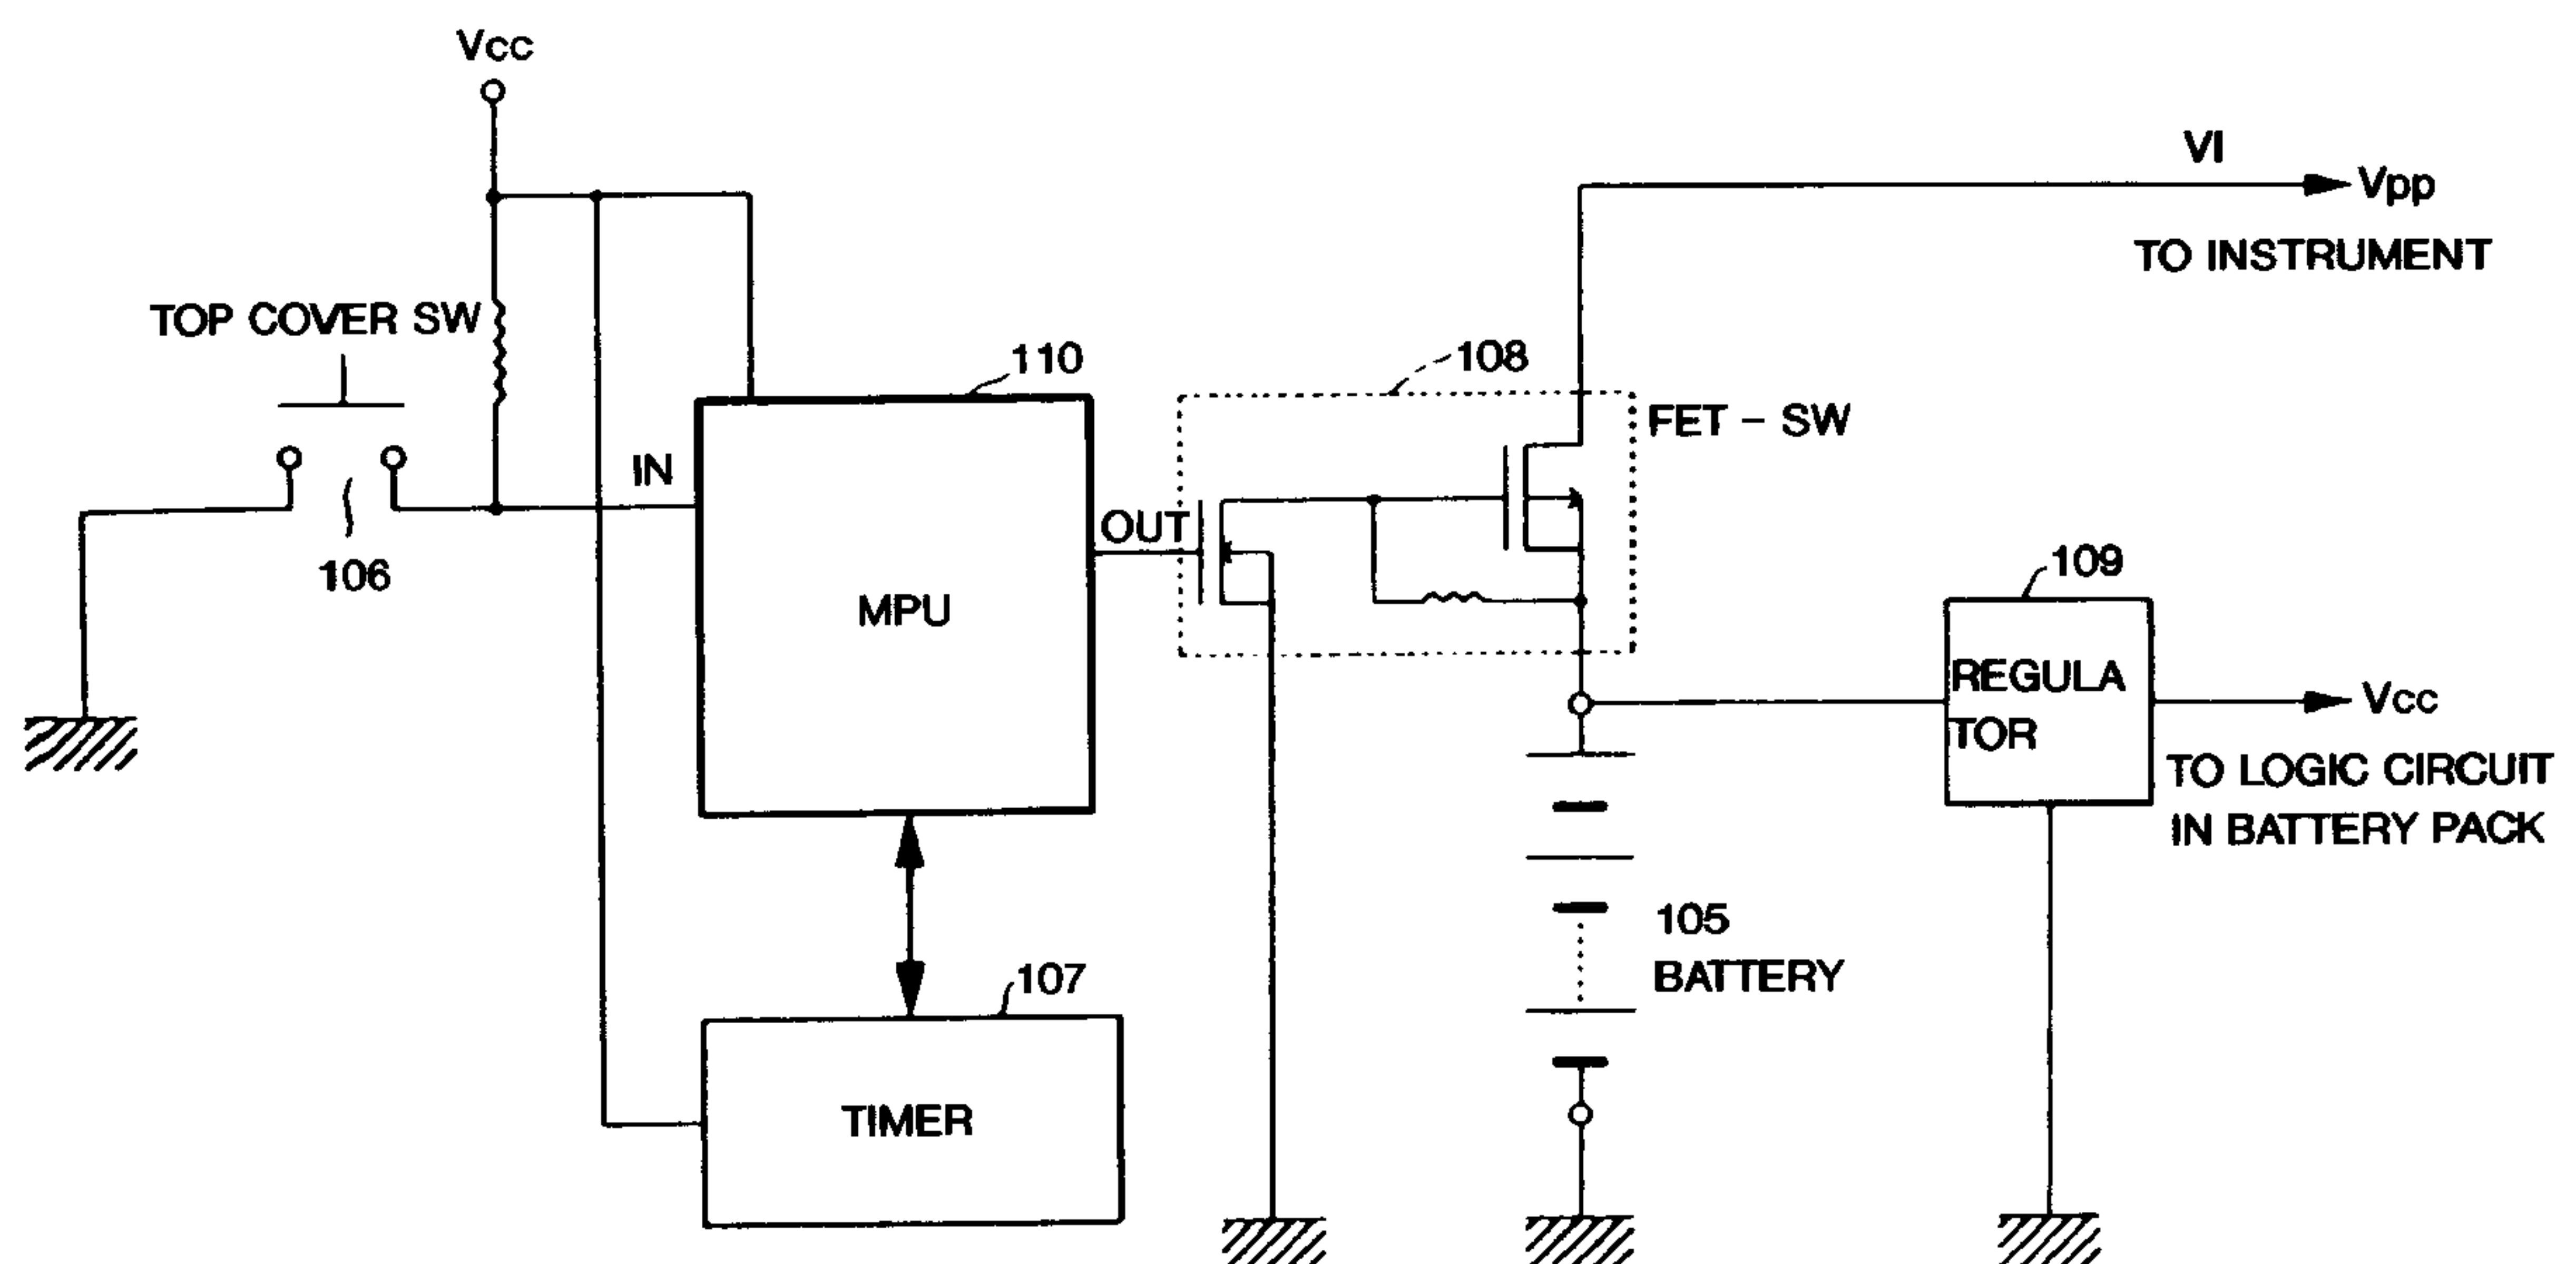 Vcc
VI
Vpp
TO INSTRUMENT
TOP COVER SW
110
108
FET – SW
IN
OUT
106
MPU
109
REGULA
TOR
Vcc
TO LOGIC CIRCUIT
IN BATTERY PACK
105
BATTERY
107
TIMER